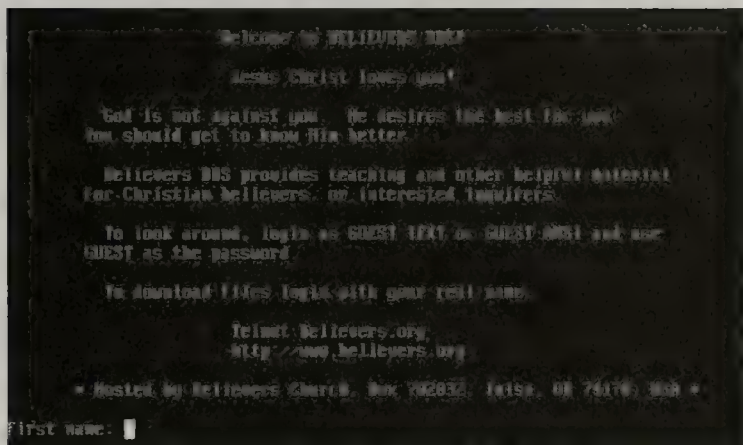 Welcome to BELIEVERS BBS!
Jesus Christ loves you!
God is not against you. He desires the best for you.
You should get to know Him better.
Believers BBS provides teaching and other helpful material
for Christian believers, or interested inquirers.
To look around, login as GUEST TEXT or GUEST ANSI and use
GUEST as the password.
To download files login with your real name.
Telnet believers.org
http://www.believers.org
* Hosted by Believers Church, Box Tulsa, OK USA *
First name: